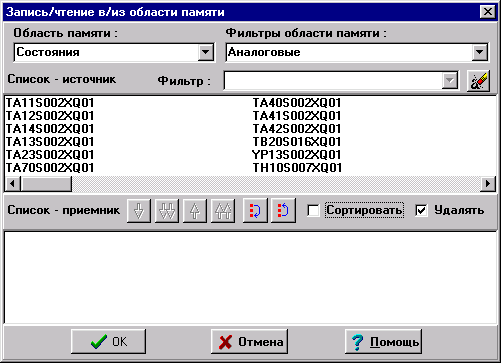 Запись/чтение в/из области памяти
Область памяти :
Фильтры области памяти :
Состояния
Аналоговые
Список - источник
Фильтр :
TA11S002XQ01 TA40S002XQ01
TA12S002XQ01 TA41S002XQ01
TA14S002XQ01 TA42S002XQ01
TA13S002XQ01 TB20S016XQ01
TA23S002XQ01 YP13S002XQ01
TA70S002XQ01 TH10S007XQ01
Список - приемник
Сортировать
Удалять
OK
Отмена
Помощь